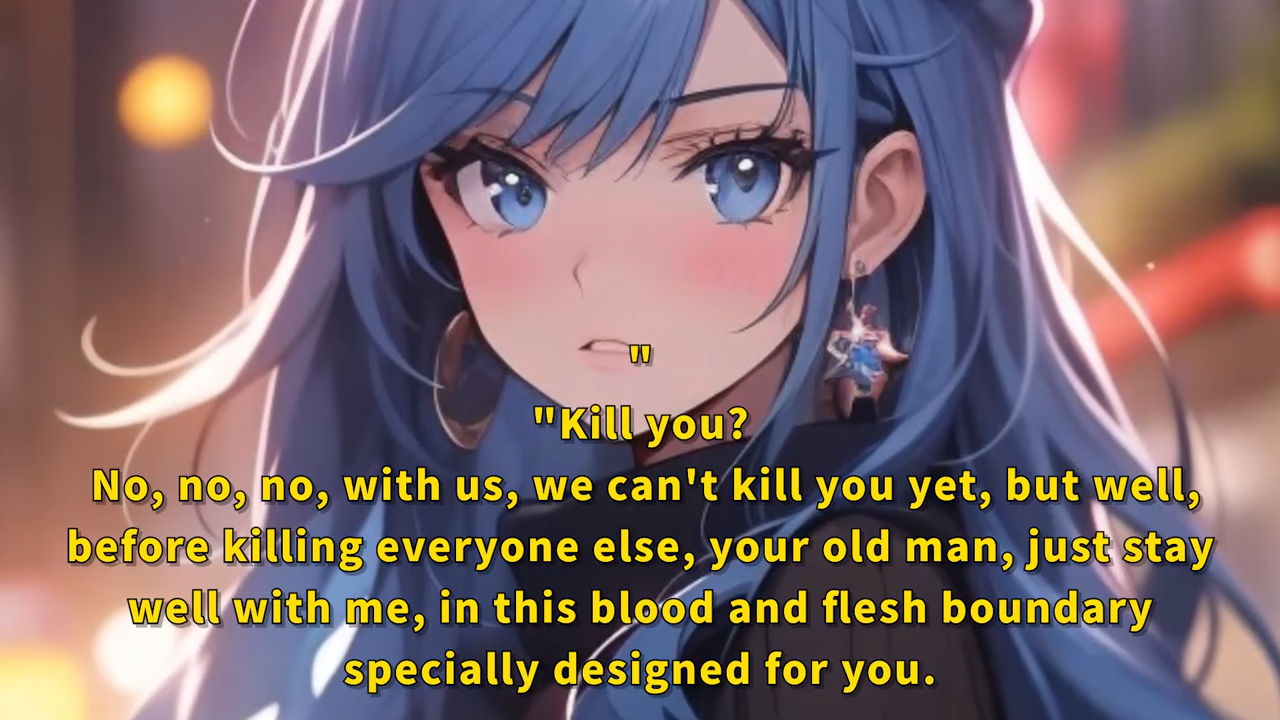 "
"Kill you?
No, no, no, with us, we can't kill you yet, but well,
before killing everyone else, your old man, just stay
well with me, in this blood and flesh boundary
specially designed for you.